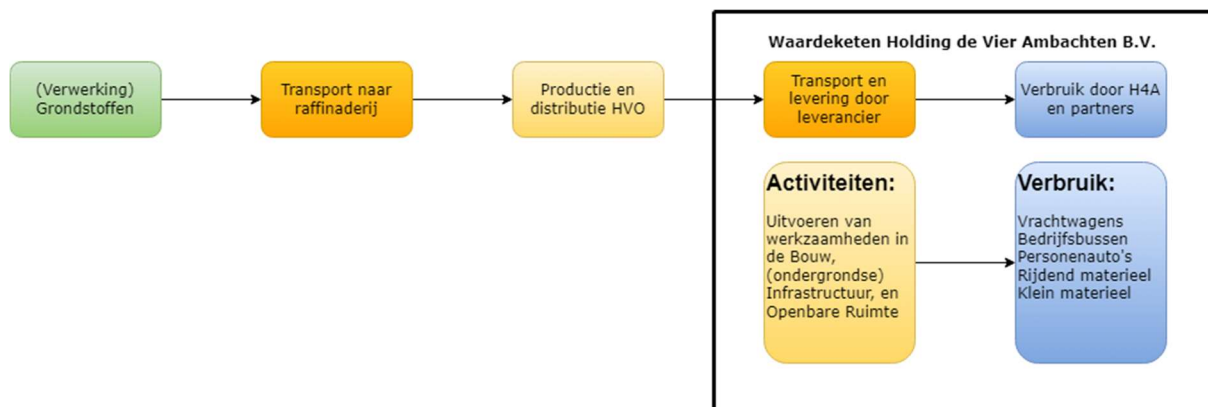 Waardeketen Holding de Vier Ambachten B.V.
(Verwerking)
Grondstoffen
Transport naar
raffinaderij
Productie en
distributie HVO
Transport en
levering door
leverancier
Verbruik door H4A
en partners
Activiteiten:
Uitvoeren van
werkzaamheden in
de Bouw,
(ondergrondse)
Infrastructuur, en
Openbare Ruimte
Verbruik:
Vrachtwagens
Bedrijfsbussen
Personenauto's
Rijdend materieel
Klein materieel